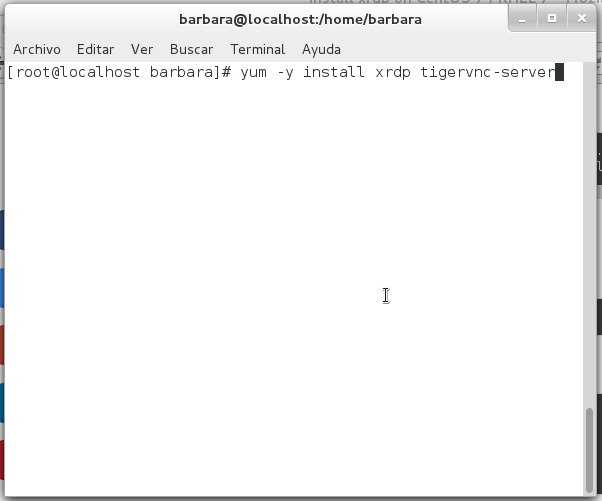 barbara@localhost:/home/barbara
Archivo Editar Ver Buscar Terminal Ayuda
[root@localhost barbara]# yum -y install xrdp tigervnc-server